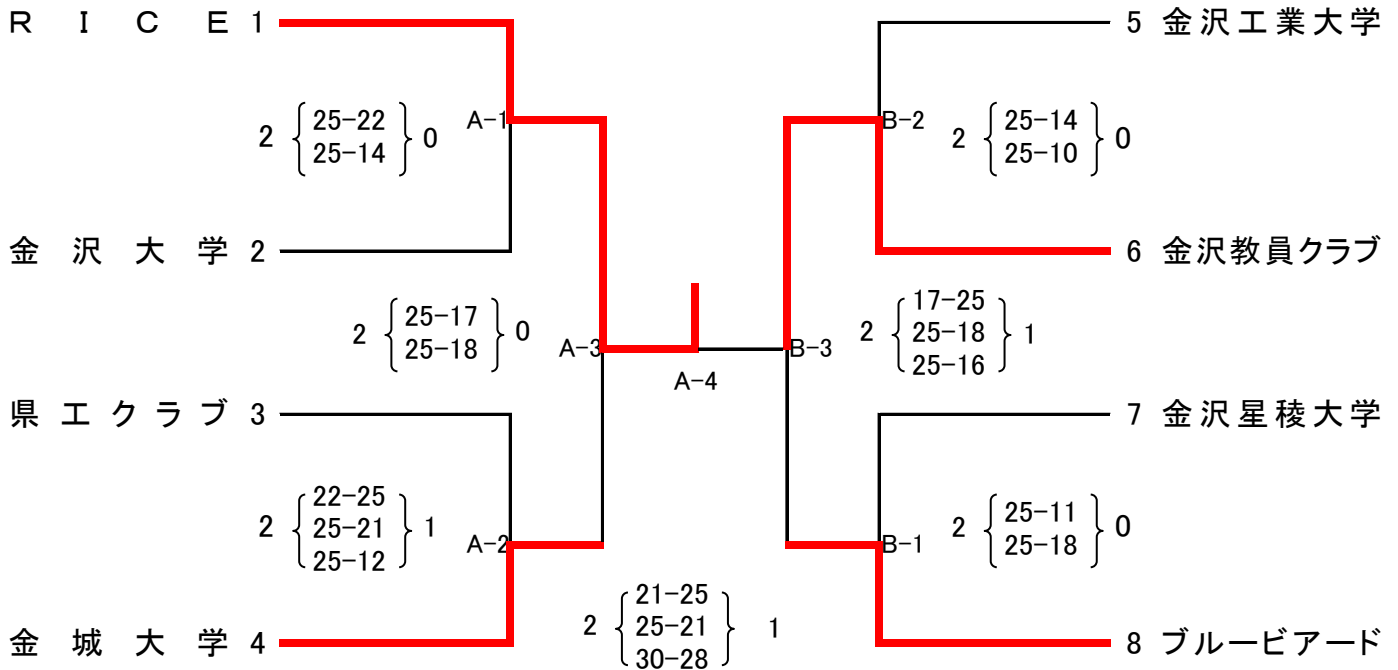 R I C E 1
5 金沢工業大学
2 { 25-22 25-14 } 0
A-1
B-2
2 { 25-14 25-10 } 0
金沢大学 2
6 金沢教員クラブ
2 { 25-17 25-18 } 0
A-3
A-4
B-3
2 { 17-25 25-18 25-16 } 1
県工クラブ 3
7 金沢星稜大学
2 { 22-25 25-21 25-12 } 1
A-2
B-1
2 { 25-11 25-18 } 0
金城大学 4
2 { 21-25 25-21 30-28 } 1
8 ブルービアード